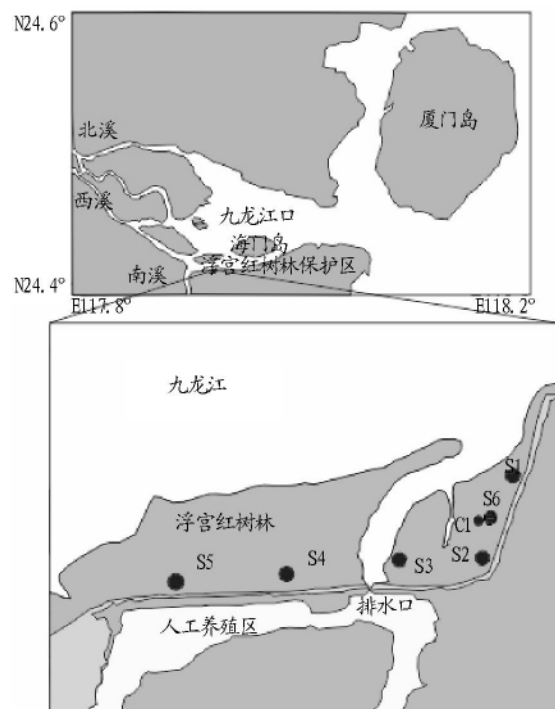 N24.6°
厦门岛
北溪
西溪
九龙江口
海门岛
浮宫红树林保护区
南溪
N24.4°
E117.8°
E118.2°
九龙江
S1
S6
C1
浮宫红树林
S2
S3
S4
S5
排水口
人工养殖区